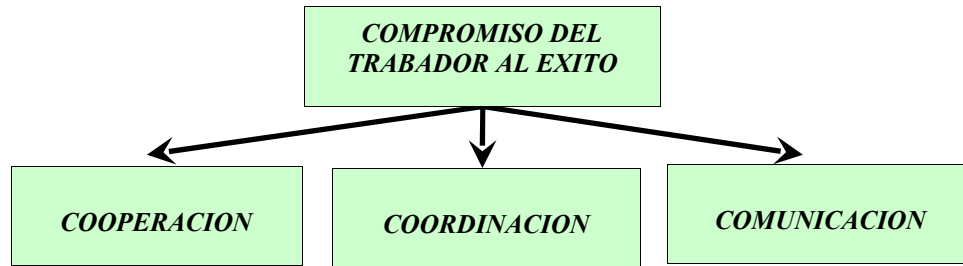 COMPROMISO DEL
TRABADOR AL EXITO
COOPERACION
COORDINACION
COMUNICACION